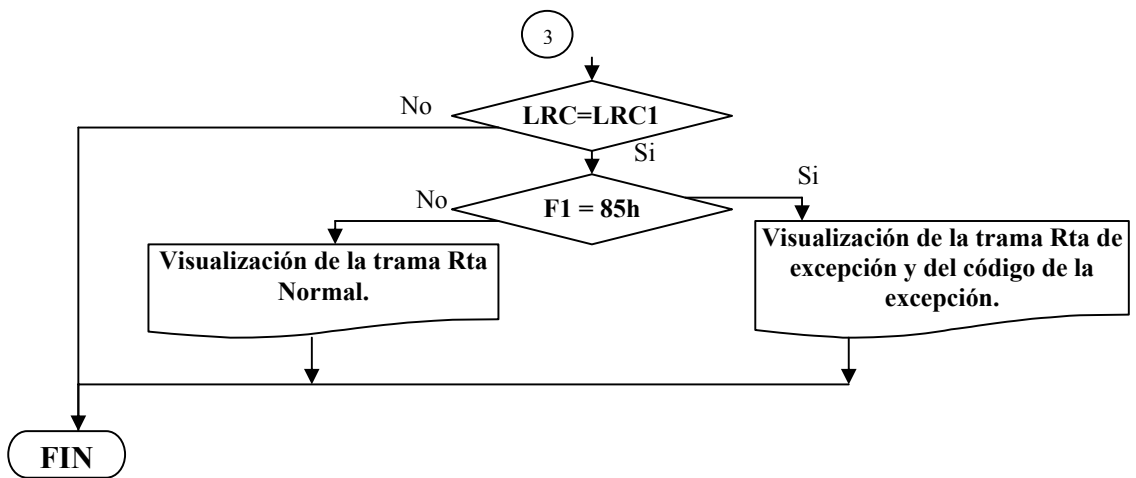 3
No
LRC=LRC1
Si
No
F1 = 85h
Si
Visualización de la trama Rta
Normal.
Visualización de la trama Rta de
excepción y del código de la
excepción.
FIN